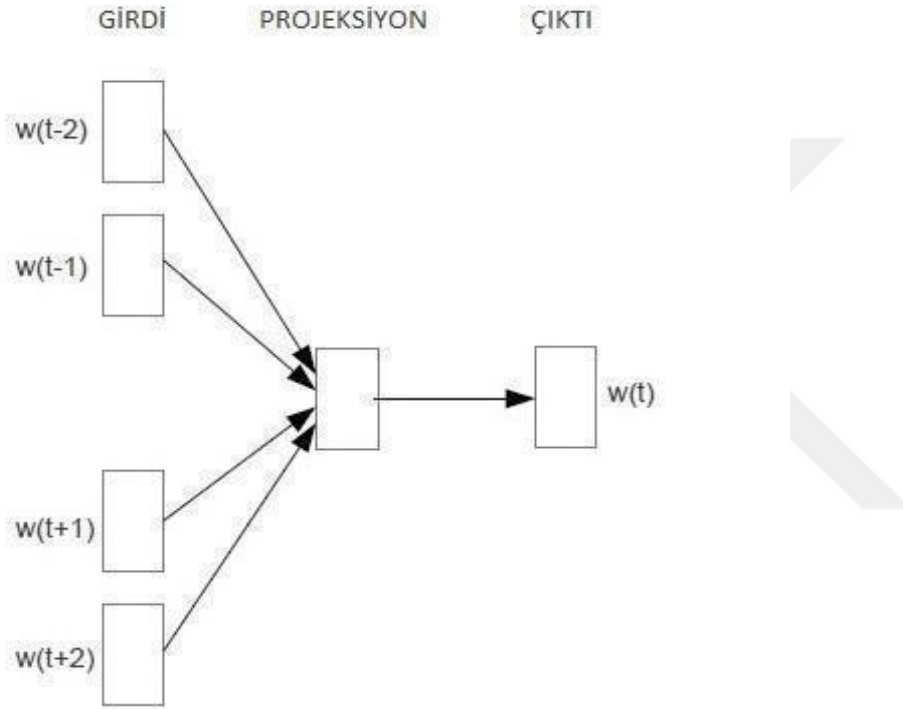 GİRDİ PROJEKSİYON ÇIKTI
w(t-2)
w(t-1)
w(t)
w(t+1)
w(t+2)